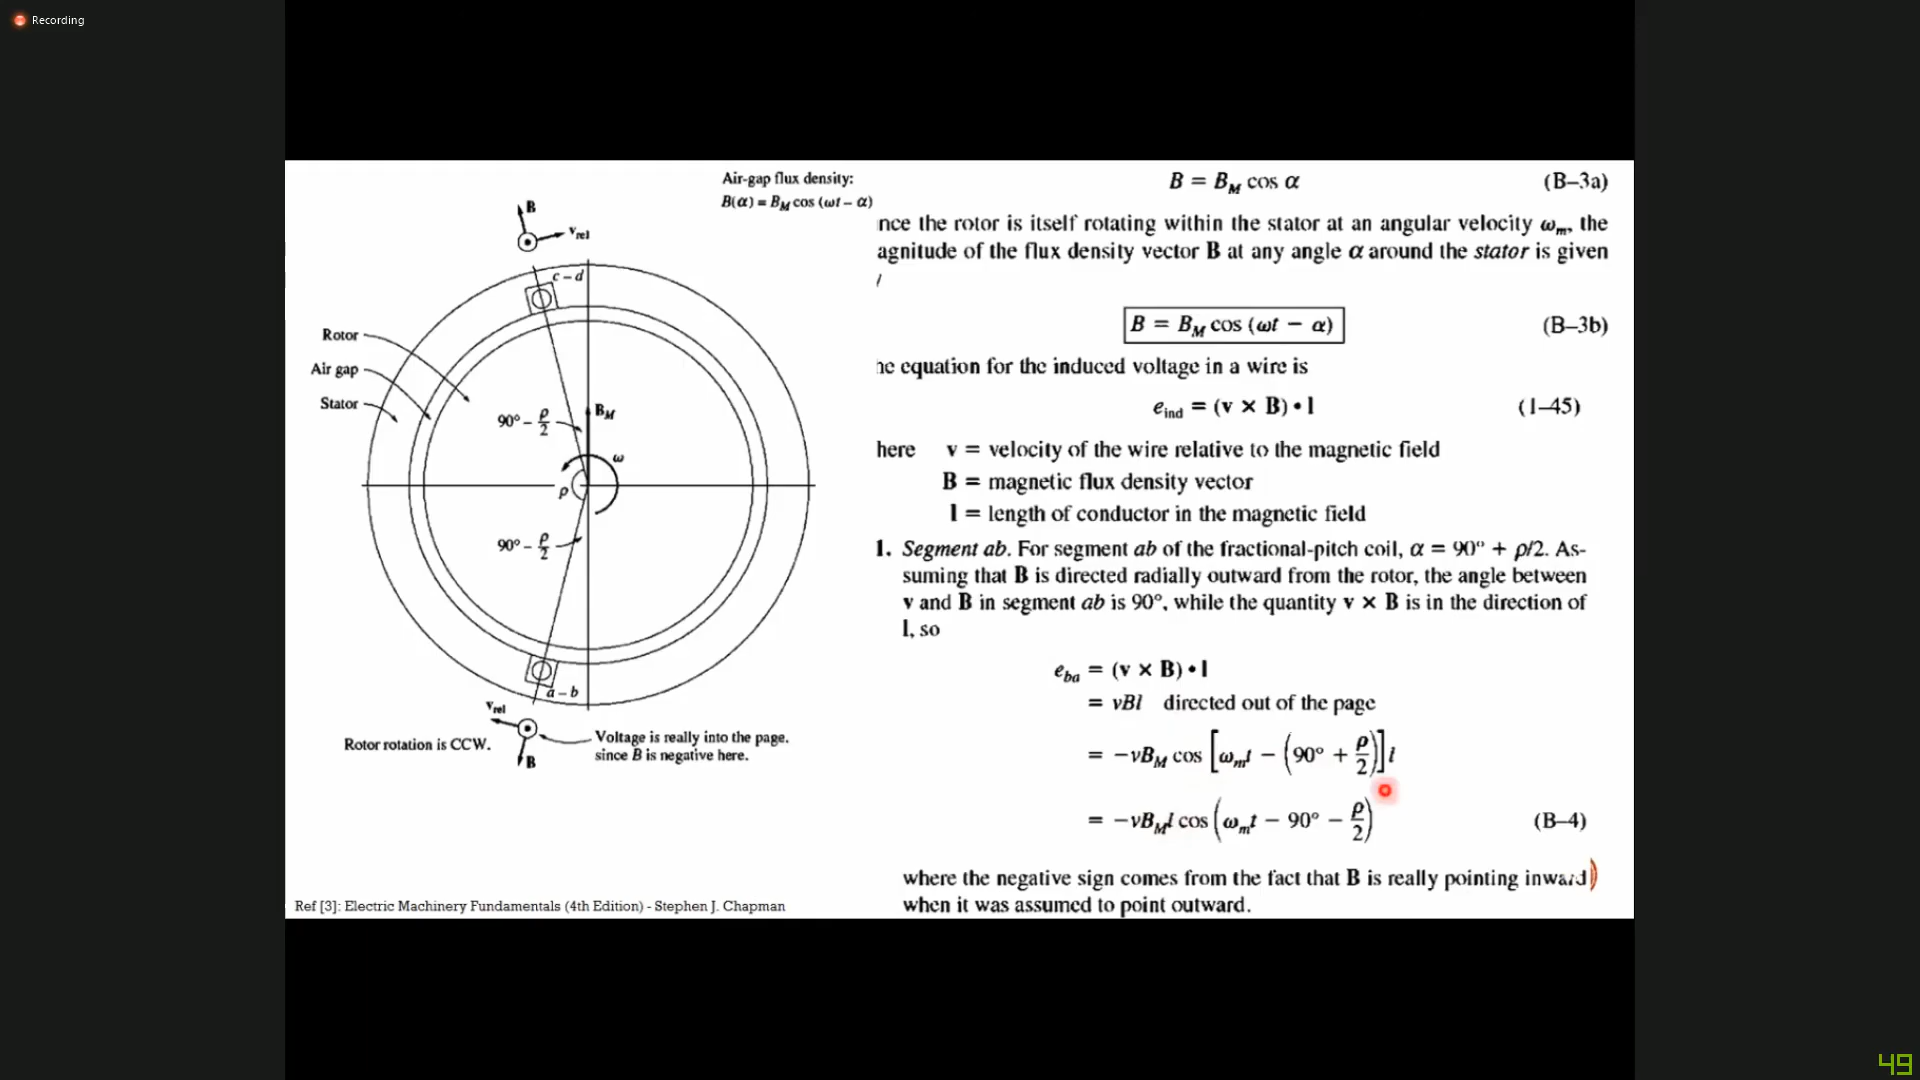 Recording
Air-gap flux density:
B(α) = B_M cos (ωt – α)
B
v_rel
c – d
Rotor
Air gap
Stator
90° – ρ/2
B_M
ω
ρ
90° – ρ/2
a – b
v_rel
B
Rotor rotation is CCW.
Voltage is really into the page.
since B is negative here.
Ref [3]: Electric Machinery Fundamentals (4th Edition) - Stephen J. Chapman
B = B_M cos α (B–3a)
nce the rotor is itself rotating within the stator at an angular velocity ω_m, the
agnitude of the flux density vector B at any angle α around the stator is given
B = B_M cos (ωt – α) (B–3b)
he equation for the induced voltage in a wire is
e_ind = (v × B) • l (1–45)
here v = velocity of the wire relative to the magnetic field
B = magnetic flux density vector
l = length of conductor in the magnetic field
1. Segment ab. For segment ab of the fractional-pitch coil, α = 90° + ρ/2. As-
suming that B is directed radially outward from the rotor, the angle between
v and B in segment ab is 90°, while the quantity v × B is in the direction of
l, so
e_ba = (v × B) • l
= vBl directed out of the page
= –vB_M cos [ω_m t – (90° + ρ/2)] l
= –vB_M l cos (ω_m t – 90° – ρ/2) (B–4)
where the negative sign comes from the fact that B is really pointing inward
when it was assumed to point outward.
49